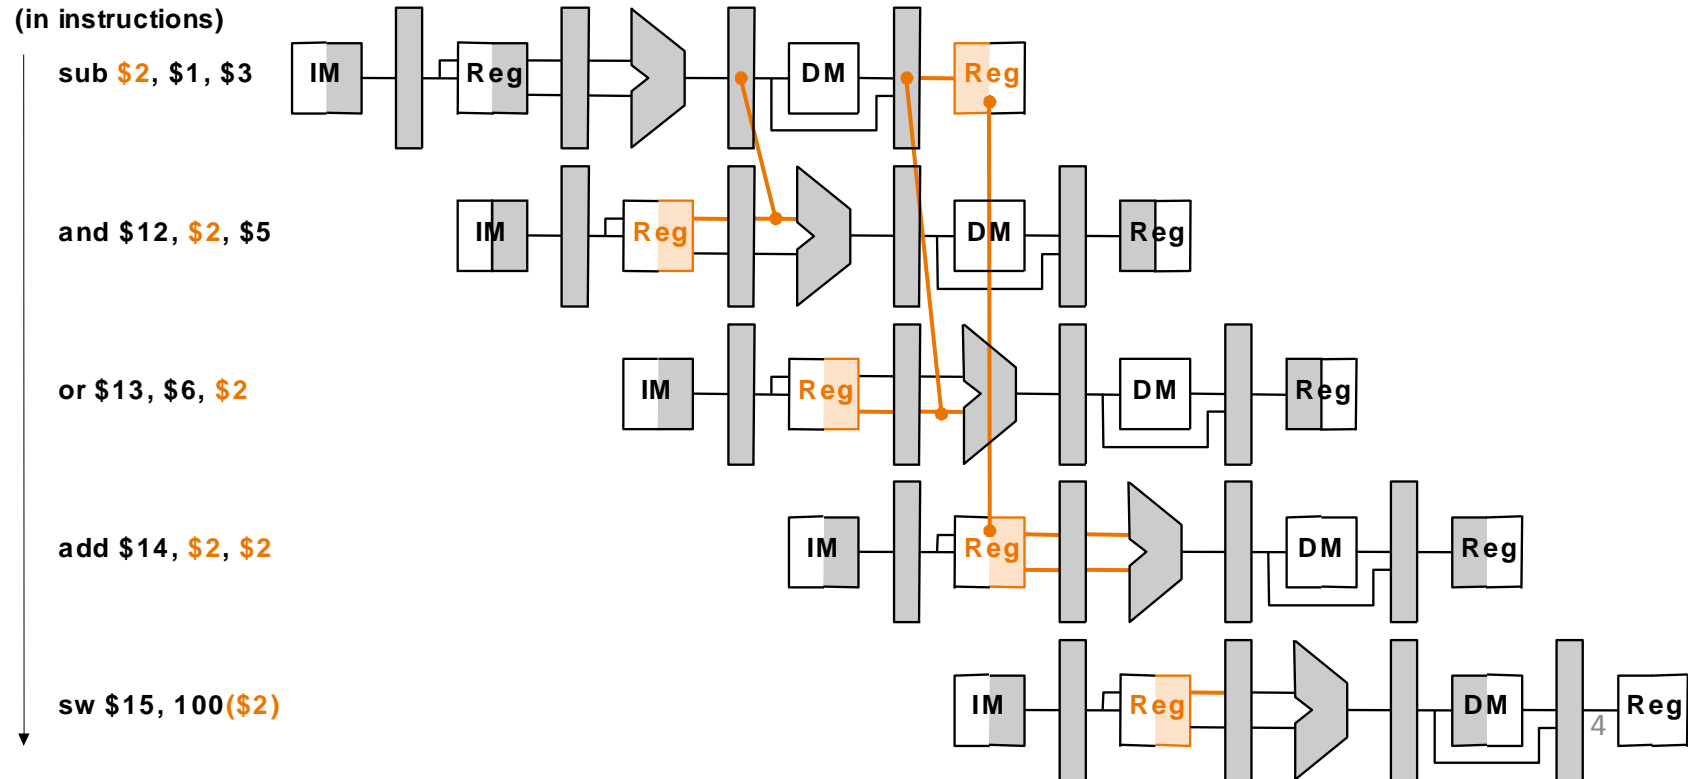 (in instructions)
sub $2, $1, $3
IM Reg DM Reg
and $12, $2, $5
IM Reg DM Reg
or $13, $6, $2
IM Reg DM Reg
add $14, $2, $2
IM Reg DM Reg
sw $15, 100($2)
IM Reg DM Reg
4